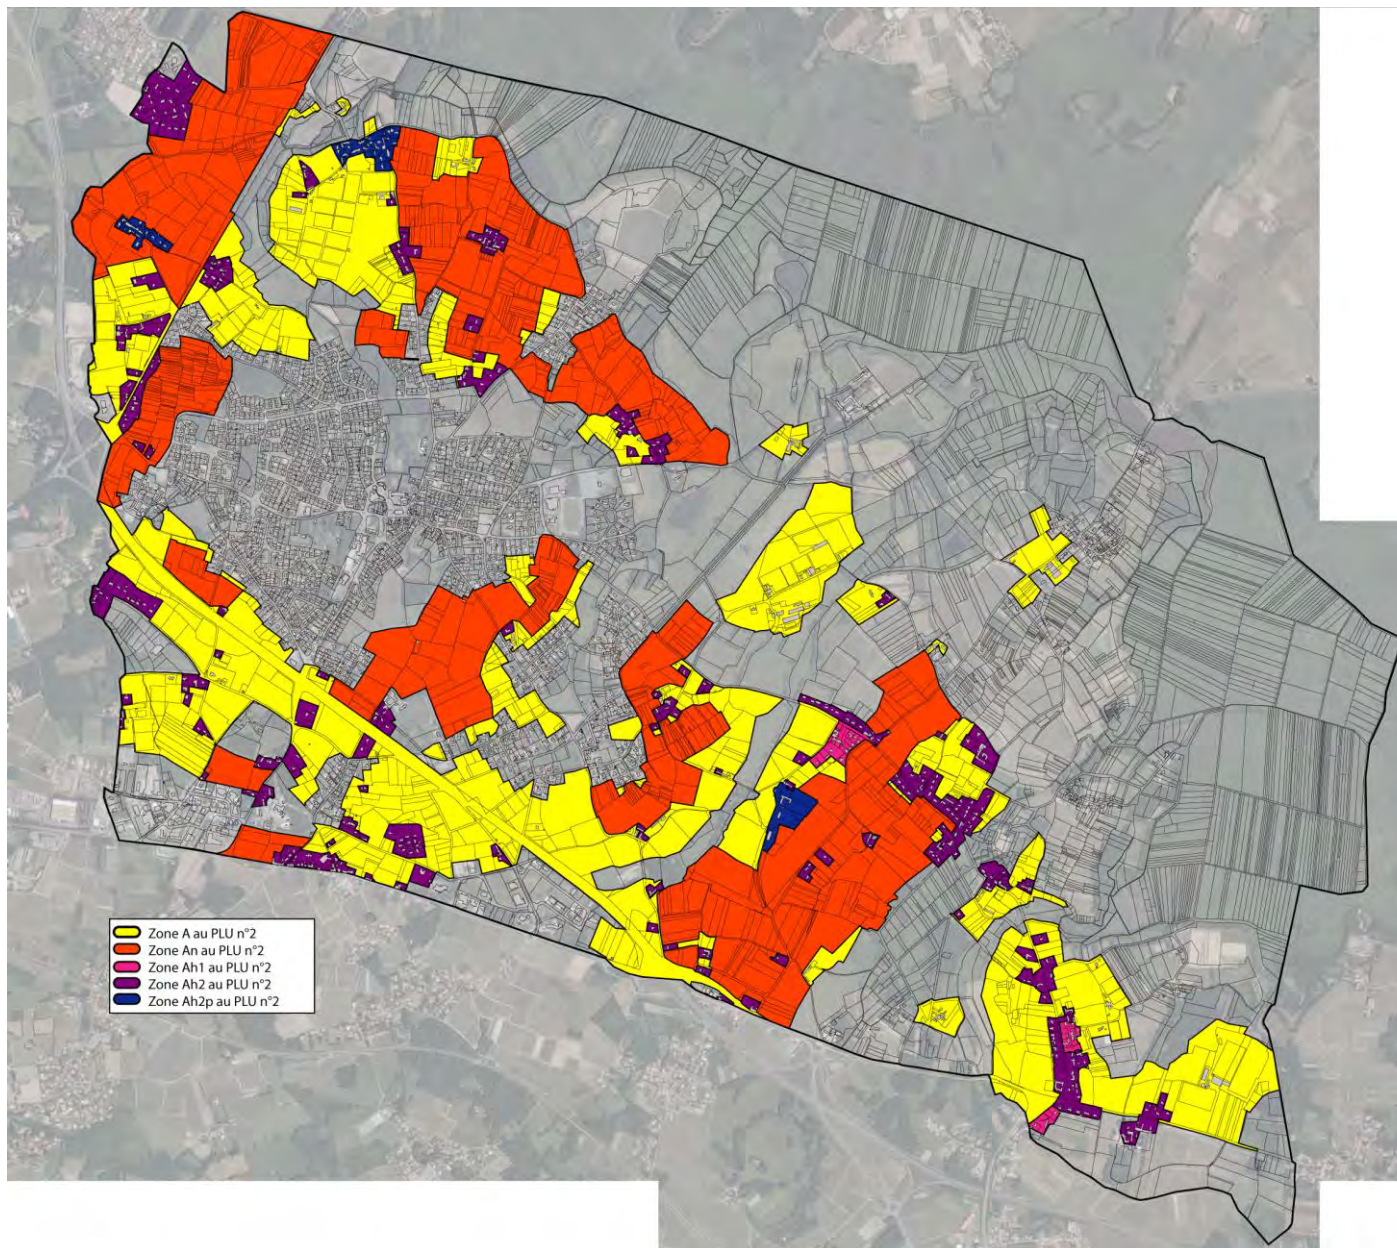 Zone A au PLU n°2
Zone An au PLU n°2
Zone Ah1 au PLU n°2
Zone Ah2 au PLU n°2
Zone Ah2p au PLU n°2